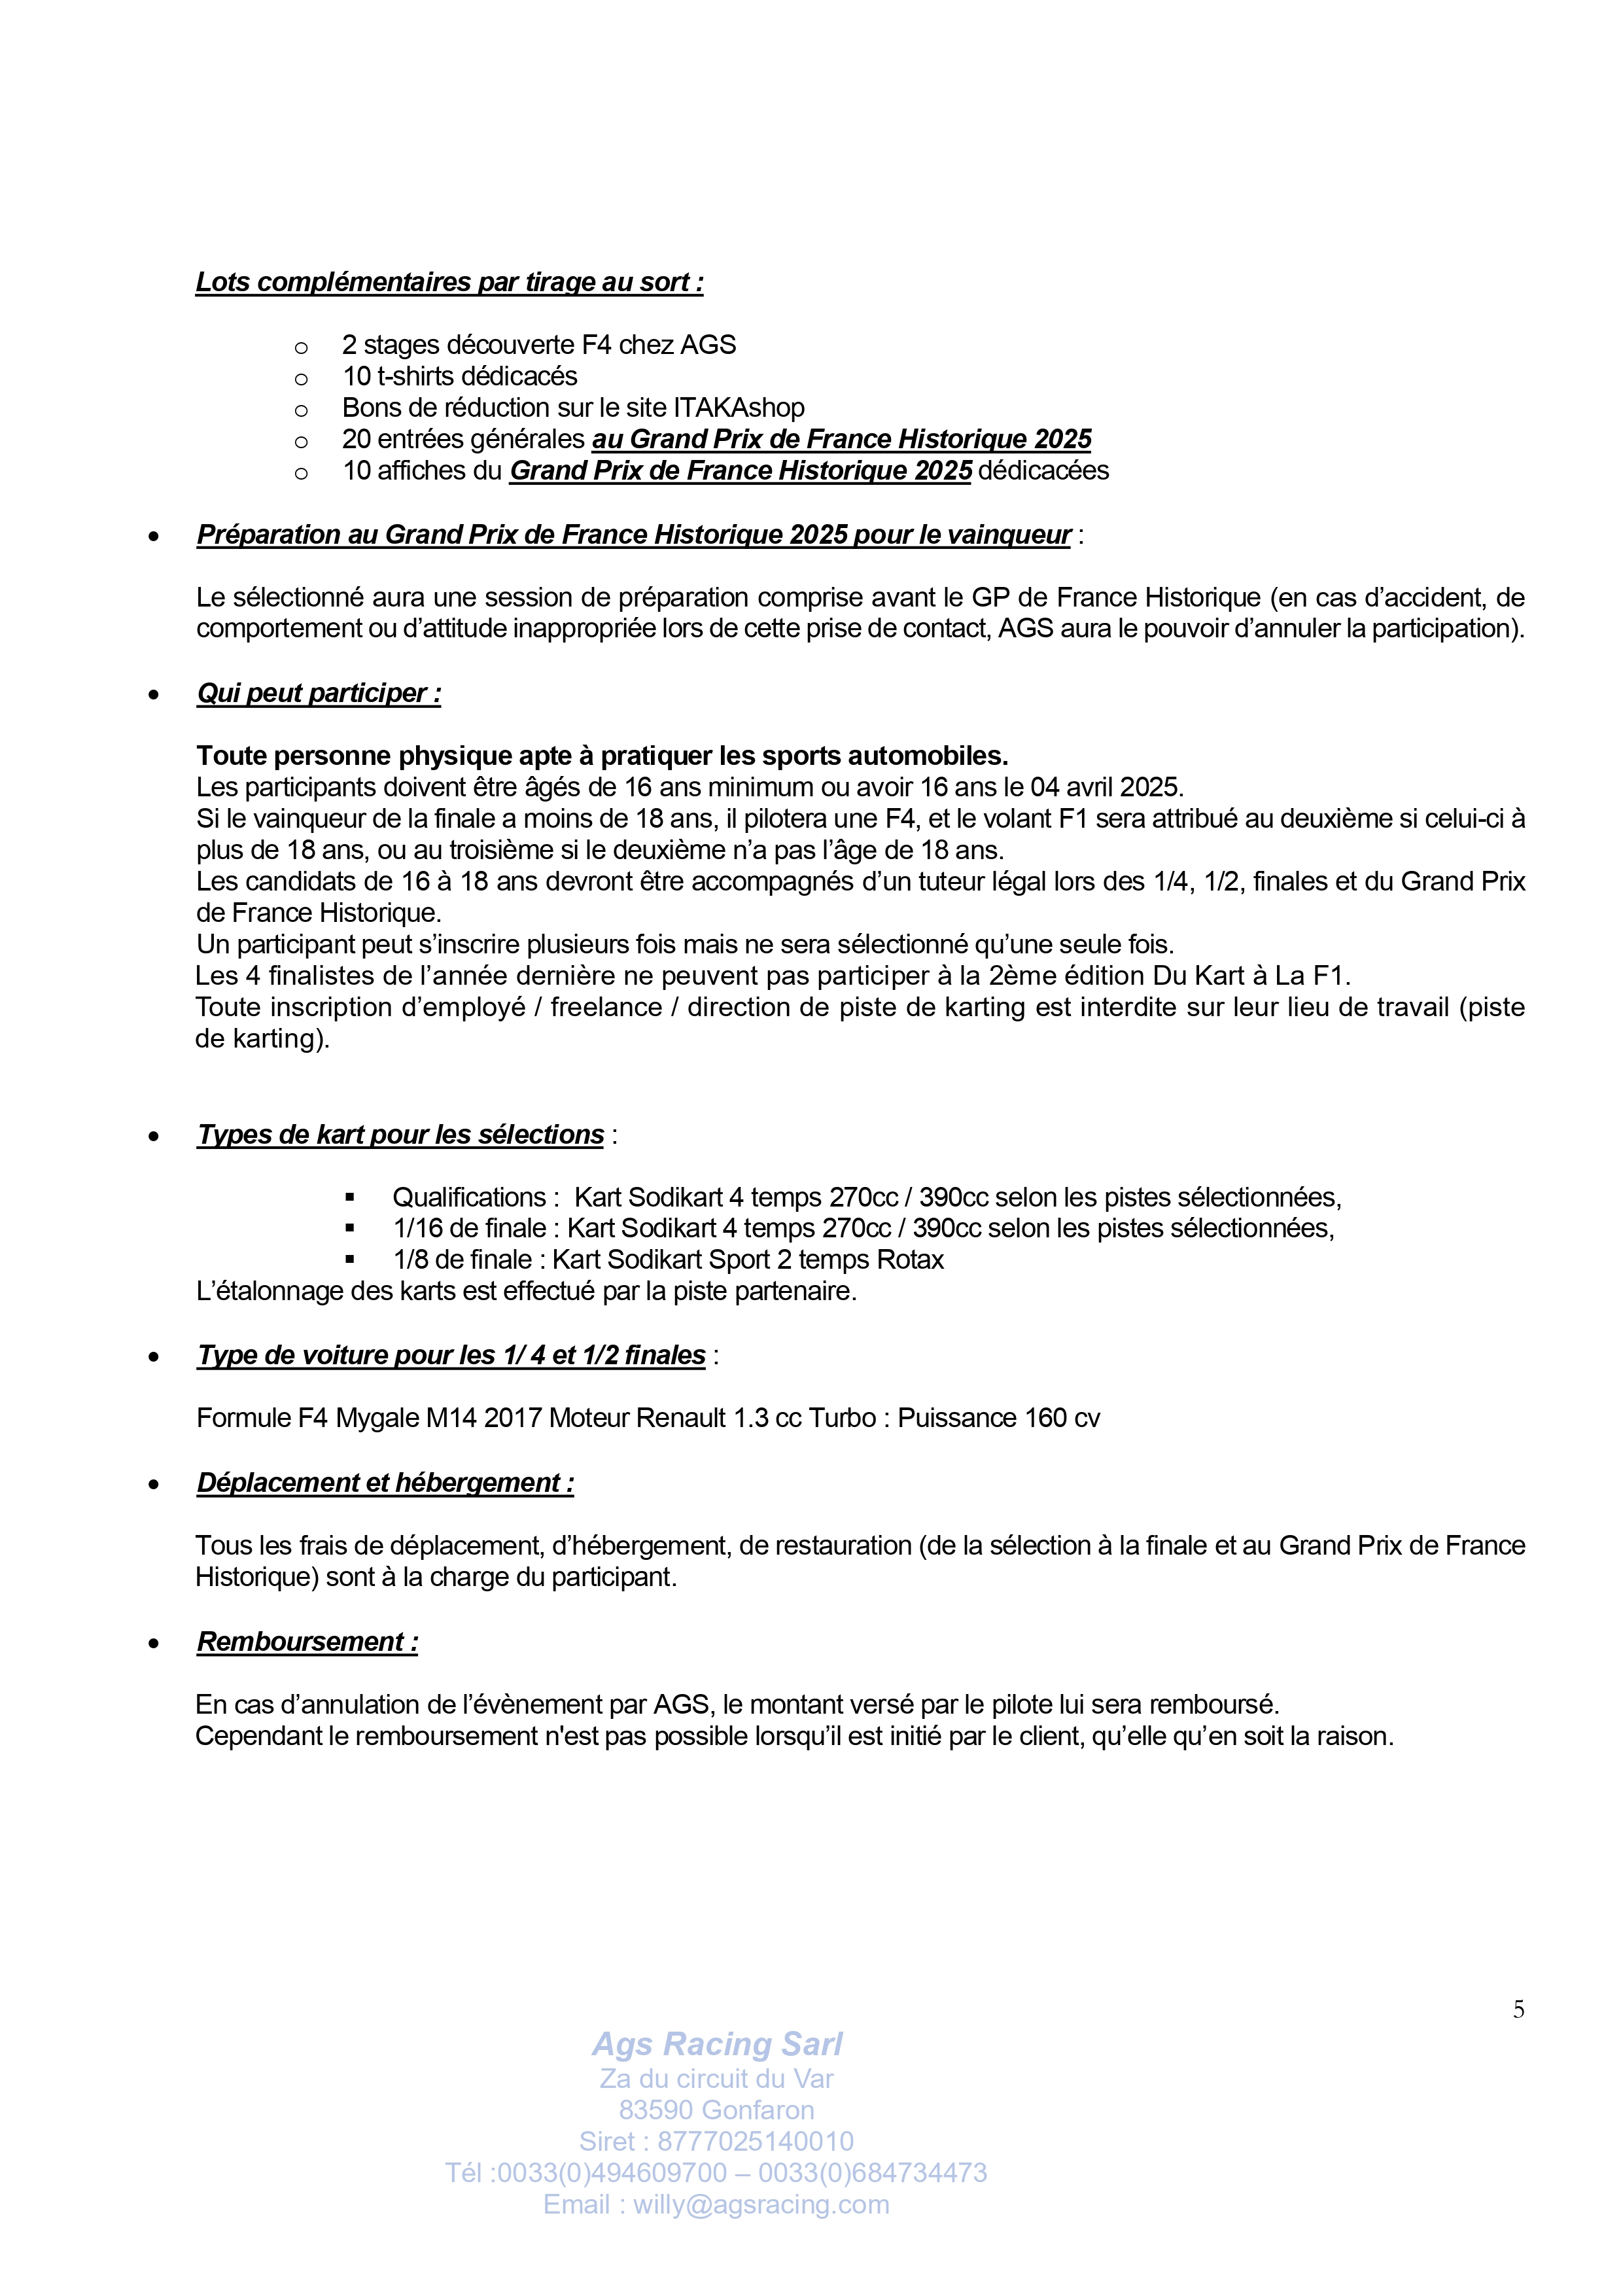 Lots complémentaires par tirage au sort :
o 2 stages découverte F4 chez AGS
o 10 t-shirts dédicacés
o Bons de réduction sur le site ITAKAshop
o 20 entrées générales au Grand Prix de France Historique 2025
o 10 affiches du Grand Prix de France Historique 2025 dédicacées
• Préparation au Grand Prix de France Historique 2025 pour le vainqueur :
Le sélectionné aura une session de préparation comprise avant le GP de France Historique (en cas d’accident, de
comportement ou d’attitude inappropriée lors de cette prise de contact, AGS aura le pouvoir d’annuler la participation).
• Qui peut participer :
Toute personne physique apte à pratiquer les sports automobiles.
Les participants doivent être âgés de 16 ans minimum ou avoir 16 ans le 04 avril 2025.
Si le vainqueur de la finale a moins de 18 ans, il pilotera une F4, et le volant F1 sera attribué au deuxième si celui-ci à
plus de 18 ans, ou au troisième si le deuxième n’a pas l’âge de 18 ans.
Les candidats de 16 à 18 ans devront être accompagnés d’un tuteur légal lors des 1/4, 1/2, finales et du Grand Prix
de France Historique.
Un participant peut s’inscrire plusieurs fois mais ne sera sélectionné qu’une seule fois.
Les 4 finalistes de l’année dernière ne peuvent pas participer à la 2ème édition Du Kart à La F1.
Toute inscription d’employé / freelance / direction de piste de karting est interdite sur leur lieu de travail (piste
de karting).
• Types de kart pour les sélections :
▪ Qualifications : Kart Sodikart 4 temps 270cc / 390cc selon les pistes sélectionnées,
▪ 1/16 de finale : Kart Sodikart 4 temps 270cc / 390cc selon les pistes sélectionnées,
▪ 1/8 de finale : Kart Sodikart Sport 2 temps Rotax
L’étalonnage des karts est effectué par la piste partenaire.
• Type de voiture pour les 1/ 4 et 1/2 finales :
Formule F4 Mygale M14 2017 Moteur Renault 1.3 cc Turbo : Puissance 160 cv
• Déplacement et hébergement :
Tous les frais de déplacement, d’hébergement, de restauration (de la sélection à la finale et au Grand Prix de France
Historique) sont à la charge du participant.
• Remboursement :
En cas d’annulation de l’évènement par AGS, le montant versé par le pilote lui sera remboursé.
Cependant le remboursement n'est pas possible lorsqu’il est initié par le client, qu’elle qu’en soit la raison.
5
Ags Racing Sarl
Za du circuit du Var
83590 Gonfaron
Siret : 8777025140010
Tél :0033(0)494609700 – 0033(0)684734473
Email : willy@agsracing.com